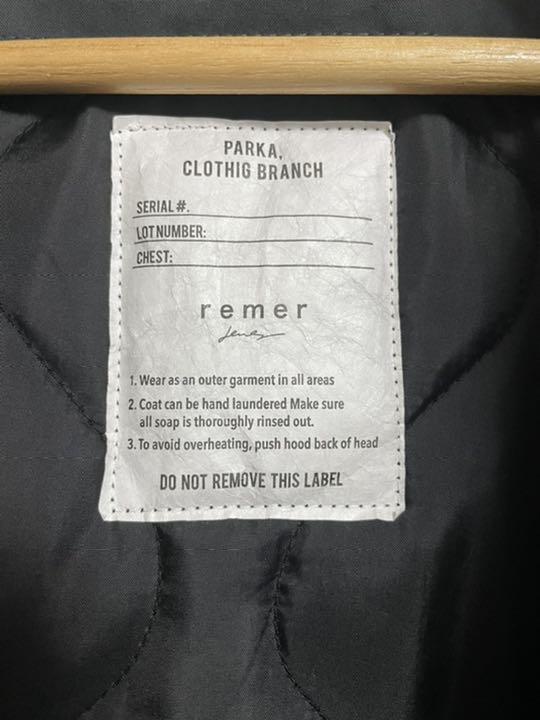 PARKA,
CLOTHIG BRANCH
SERIAL #.
LOT NUMBER:
CHEST:
remer
1. Wear as an outer garment in all areas
2. Coat can be hand laundered Make sure
all soap is thoroughly rinsed out.
3. To avoid overheating, push hood back of head
DO NOT REMOVE THIS LABEL